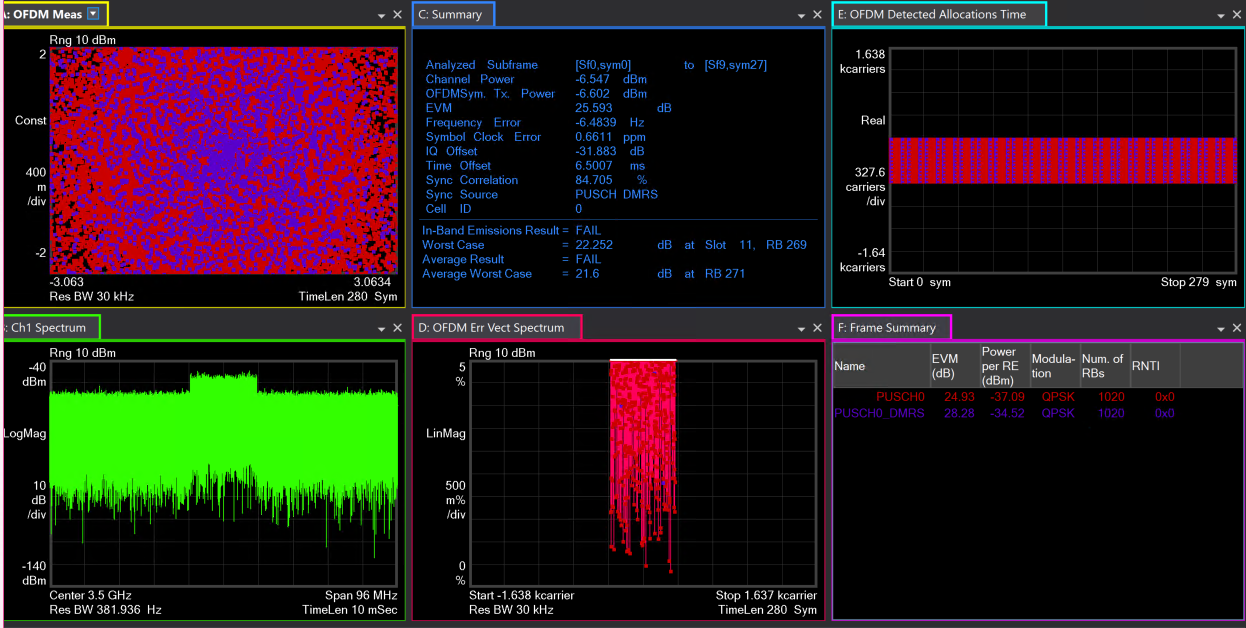 A: OFDM Meas
Rng 10 dBm
2
Const
400
m
/div
-2
-3.063
3.0634
Res BW 30 kHz
TimeLen 280 Sym
C: Summary
Analyzed Subframe [Sf0,sym0] to [Sf9,sym27]
Channel Power -6.547 dBm
OFDMSym. Tx. Power -6.602 dBm
EVM 25.593 dB
Frequency Error -6.4839 Hz
Symbol Clock Error 0.6611 ppm
IQ Offset -31.883 dB
Time Offset 6.5007 ms
Sync Correlation 84.705 %
Sync Source PUSCH DMRS
Cell ID 0
In-Band Emissions Result = FAIL
Worst Case = 22.252 dB at Slot 11, RB 269
Average Result = FAIL
Average Worst Case = 21.6 dB at RB 271
E: OFDM Detected Allocations Time
1.638
kcarriers
Real
327.6
carriers
/div
-1.64
kcarriers
Start 0 sym
Stop 279 sym
: Ch1 Spectrum
Rng 10 dBm
-40
dBm
LogMag
10
dB
/div
-140
dBm
Center 3.5 GHz
Span 96 MHz
Res BW 381.936 Hz
TimeLen 10 mSec
D: OFDM Err Vect Spectrum
Rng 10 dBm
5
%
LinMag
500
m%
/div
0
%
Start -1.638 kcarrier
Stop 1.637 kcarrier
Res BW 30 kHz
TimeLen 280 Sym
F: Frame Summary
Name EVM (dB) Power per RE (dBm) Modula-tion Num. of RBs RNTI
PUSCH0 24.93 -37.09 QPSK 1020 0x0
PUSCH0_DMRS 28.28 -34.52 QPSK 1020 0x0